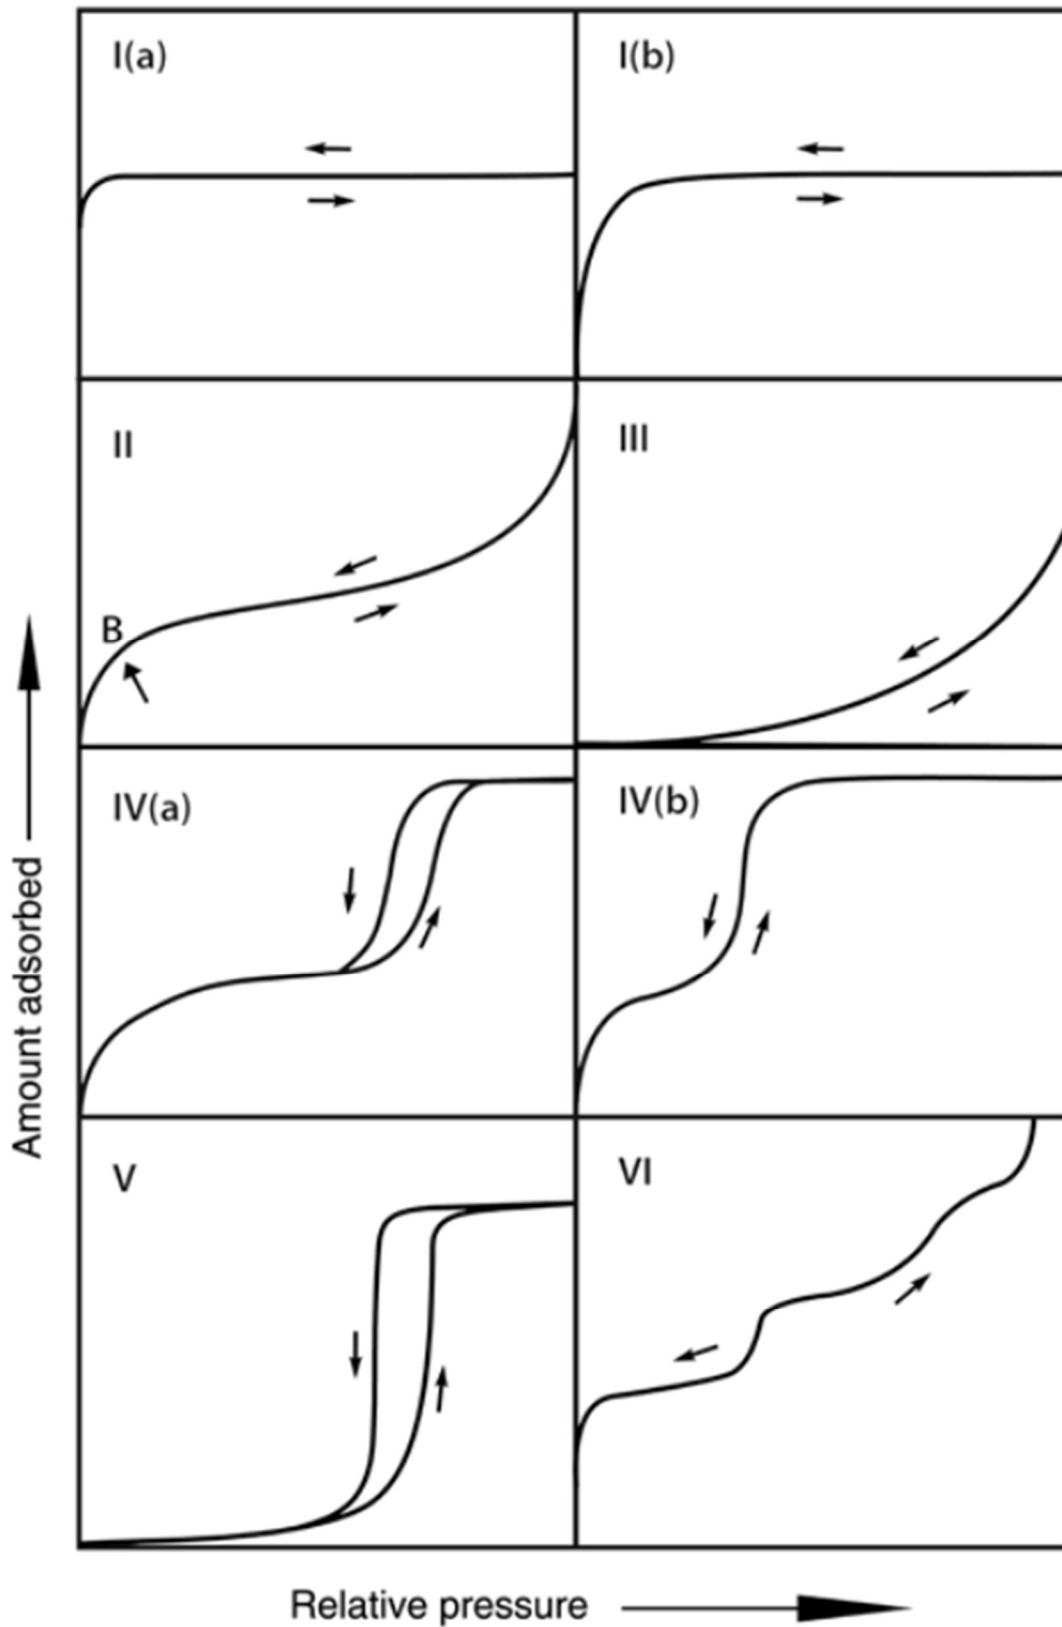 I(a)
I(b)
II
III
B
IV(a)
IV(b)
V
VI
Amount adsorbed
Relative pressure